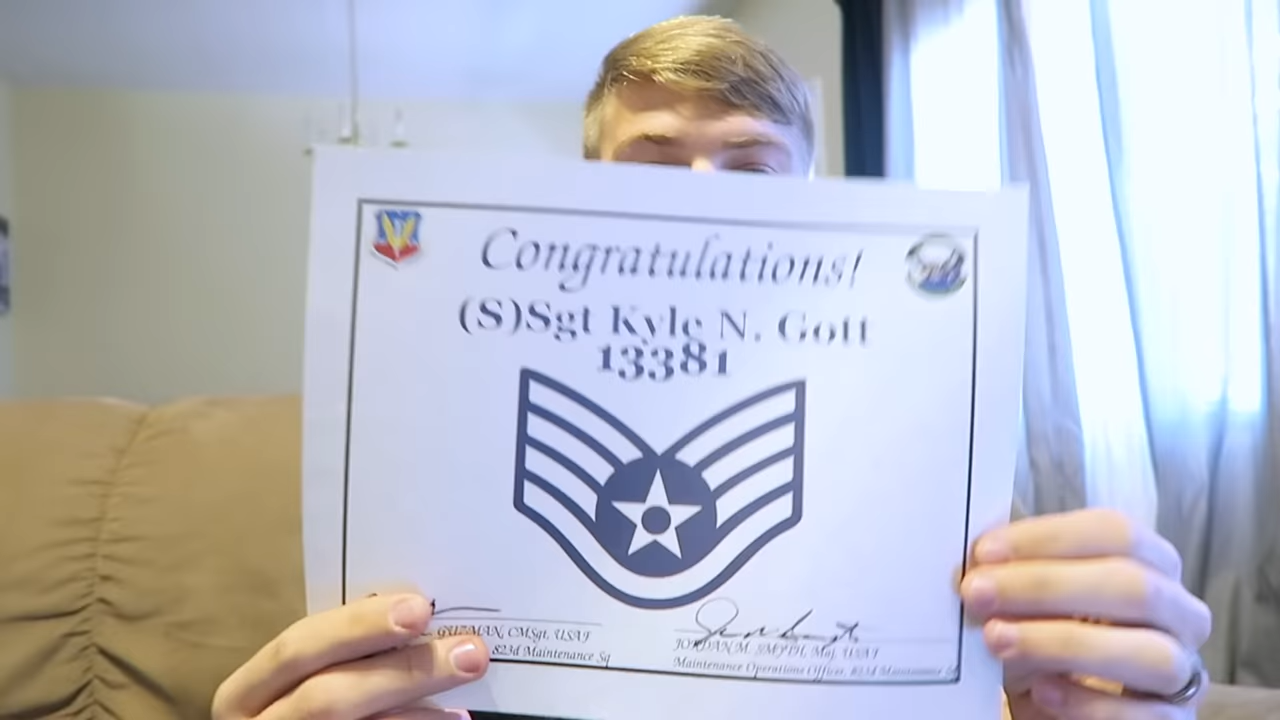 Congratulations!
(S)Sgt Kyle N. Gott
13381
GUZMAN, CMSgt, USAF
823d Maintenance Sq
JORDAN M. SMYTH, Maj, USAF
Maintenance Operations Officer, 823d Maintenance Sq